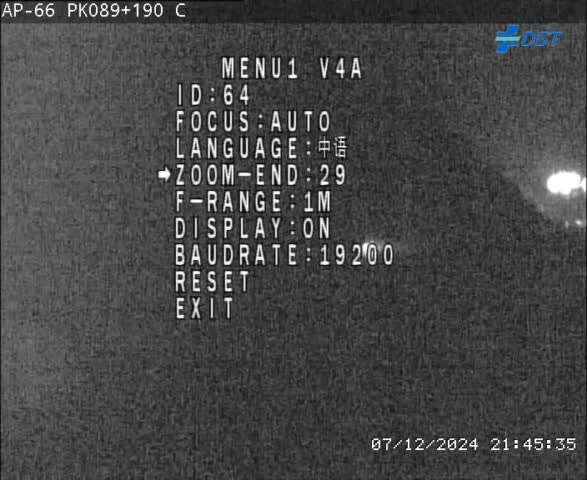 AP-66 PK089+190 C
DGT
MENU1 V4A
ID:64
FOCUS:AUTO
LANGUAGE:中语
ZOOM-END:29
F-RANGE:1M
DISPLAY:ON
BAUDRATE:19200
RESET
EXIT
07/12/2024 21:45:35